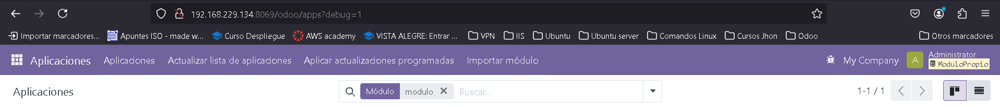 192.168.229.134:8069/odoo/apps?debug=1
Importar marcadores... Apuntes ISO - made w... Curso Despliegue AWS academy VISTA ALEGRE: Entrar ... VPN IIS Ubuntu Ubuntu server Comandos Linux Cursos Jhon Odoo Otros marcadores
Aplicaciones Aplicaciones Actualizar lista de aplicaciones Aplicar actualizaciones programadas Importar módulo My Company A Administrator
ModuloPropio
Aplicaciones Módulo modulo Buscar... 1-1 / 1